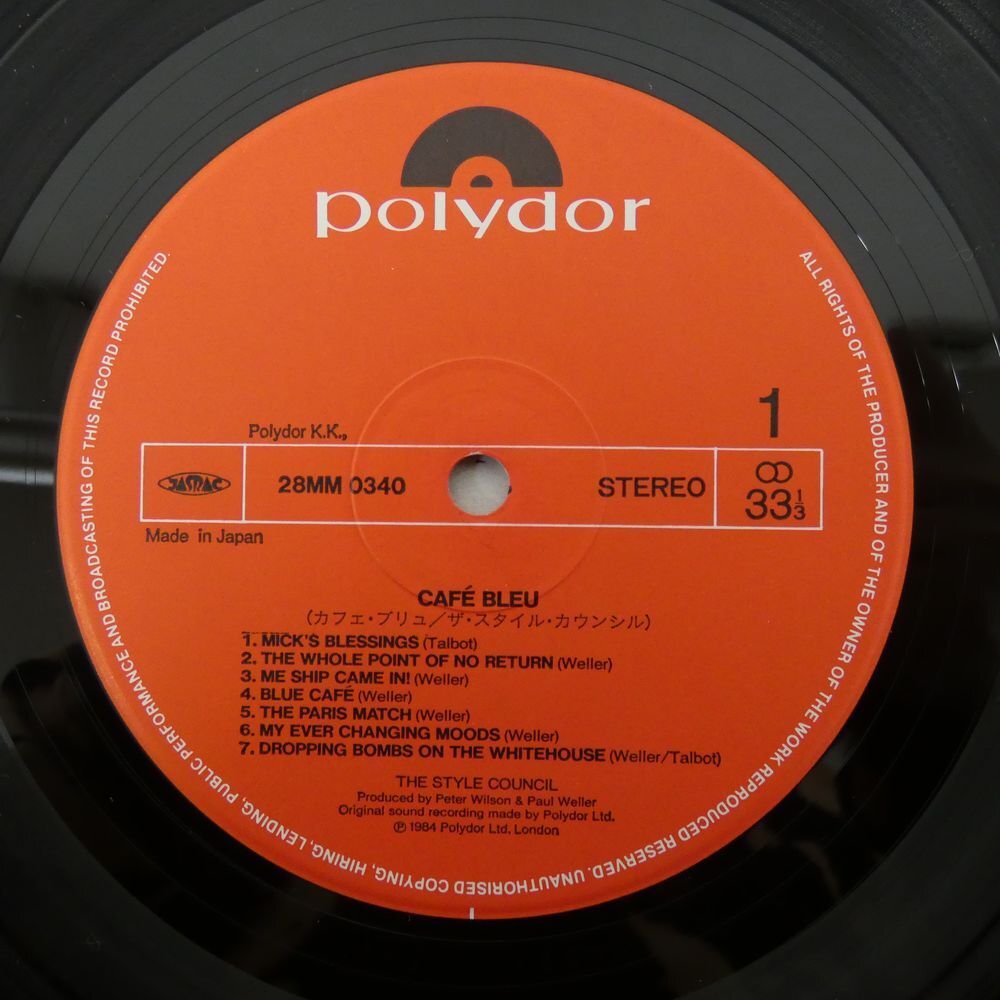 polydor
ALL RIGHTS OF THE PRODUCER AND OF THE OWNER OF THE WORK REPRODUCED RESERVED. UNAUTHORISED COPYING, HIRING, LENDING, PUBLIC PERFORMANCE AND BROADCASTING OF THIS RECORD PROHIBITED.
1
Polydor K.K.,
JASRAC
28MM 0340
STEREO
33 1/3
Made in Japan
CAFÉ BLEU
(カフェ・ブリュ/ザ・スタイル・カウンシル)
1. MICK'S BLESSINGS (Talbot)
2. THE WHOLE POINT OF NO RETURN (Weller)
3. ME SHIP CAME IN! (Weller)
4. BLUE CAFÉ (Weller)
5. THE PARIS MATCH (Weller)
6. MY EVER CHANGING MOODS (Weller)
7. DROPPING BOMBS ON THE WHITEHOUSE (Weller/Talbot)
THE STYLE COUNCIL
Produced by Peter Wilson & Paul Weller
Original sound recording made by Polydor Ltd.
℗ 1984 Polydor Ltd. London